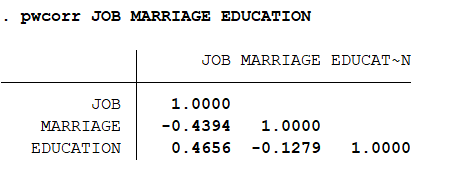 . pwcorr JOB MARRIAGE EDUCATION
JOB MARRIAGE EDUCAT~N
JOB 1.0000
MARRIAGE -0.4394 1.0000
EDUCATION 0.4656 -0.1279 1.0000